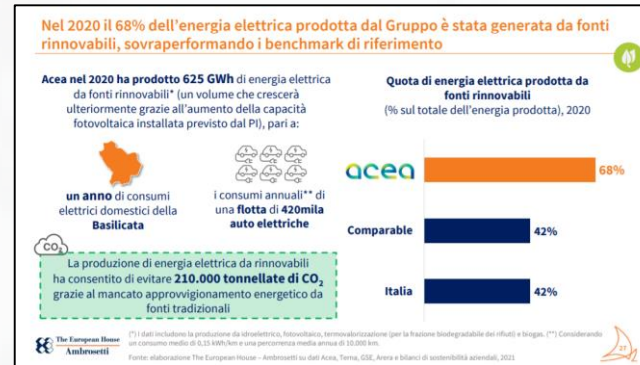 Nel 2020 il 68% dell'energia elettrica prodotta dal Gruppo è stata generata da fonti
rinnovabili, sovraperformando i benchmark di riferimento
Acea nel 2020 ha prodotto 625 GWh di energia elettrica
da fonti rinnovabili* (un volume che crescerà
ulteriormente grazie all'aumento della capacità
fotovoltaica installata previsto dal PI), pari a:
un anno di consumi
elettrici domestici della
Basilicata
i consumi annuali** di
una flotta di 420mila
auto elettriche
CO2
La produzione di energia elettrica da rinnovabili
ha consentito di evitare 210.000 tonnellate di CO2
grazie al mancato approvvigionamento energetico da
fonti tradizionali
Quota di energia elettrica prodotta da
fonti rinnovabili
(% sul totale dell'energia prodotta), 2020
acea
68%
Comparable
42%
Italia
42%
The European House
Ambrosetti
(*) I dati includono la produzione da idroelettrico, fotovoltaico, termovalorizzazione (per la frazione biodegradabile dei rifiuti) e biogas. (**) Considerando
un consumo medio di 0,15 kWh/km e una percorrenza media annua di 10.000 km.
Fonte: elaborazione The European House – Ambrosetti su dati Acea, Terna, GSE, Arera e bilanci di sostenibilità aziendali, 2021
27